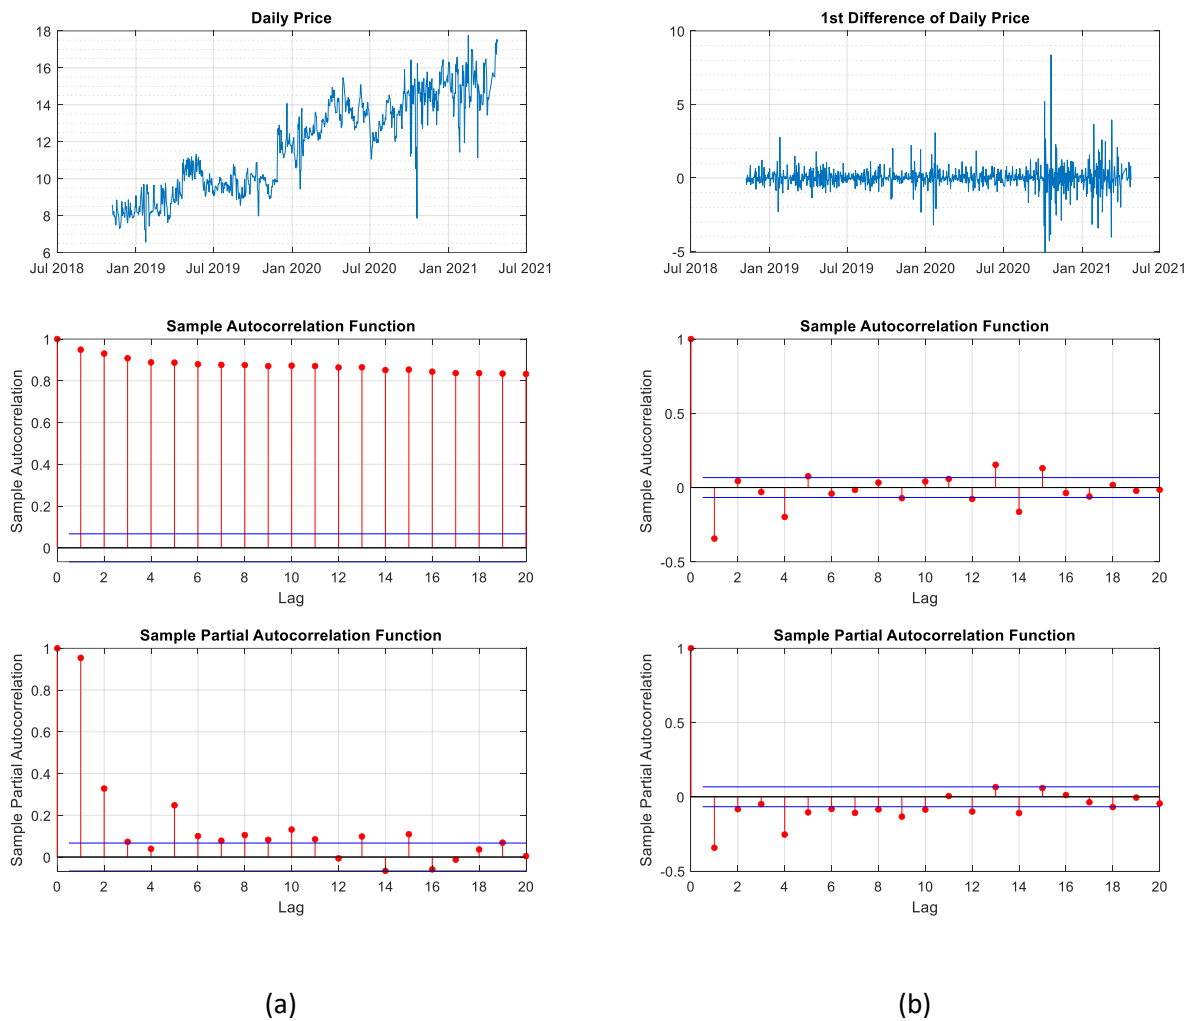 Daily Price
18
16
14
12
10
8
6
Jul 2018 Jan 2019 Jul 2019 Jan 2020 Jul 2020 Jan 2021 Jul 2021
1st Difference of Daily Price
10
5
0
-5
Jul 2018 Jan 2019 Jul 2019 Jan 2020 Jul 2020 Jan 2021 Jul 2021
Sample Autocorrelation Function
Sample Autocorrelation
1
0.8
0.6
0.4
0.2
0
0 2 4 6 8 10 12 14 16 18 20
Lag
Sample Autocorrelation Function
Sample Autocorrelation
1
0.5
0
-0.5
0 2 4 6 8 10 12 14 16 18 20
Lag
Sample Partial Autocorrelation Function
Sample Partial Autocorrelation
1
0.8
0.6
0.4
0.2
0
0 2 4 6 8 10 12 14 16 18 20
Lag
Sample Partial Autocorrelation Function
Sample Partial Autocorrelation
1
0.5
0
-0.5
0 2 4 6 8 10 12 14 16 18 20
Lag
(a)
(b)